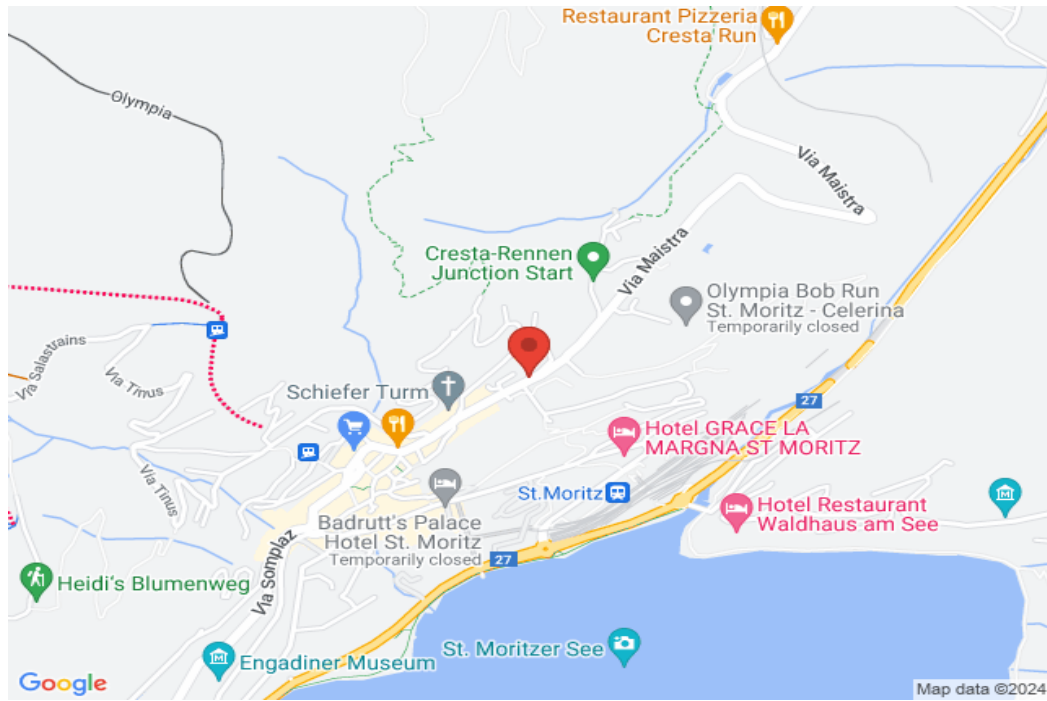 Restaurant Pizzeria
Cresta Run
Olympia
Via Maistra
Cresta-Rennen
Junction Start
Via Maistra
Olympia Bob Run
St. Moritz - Celerina
Temporarily closed
Via Salastrains
Via Tinus
Schiefer Turm
27
Hotel GRACE LA
MARGNA ST MORITZ
Via Tinus
St.Moritz
Hotel Restaurant
Waldhaus am See
Badrutt's Palace
Hotel St. Moritz
Temporarily closed
27
Via Somplaz
Heidi's Blumenweg
St. Moritzer See
Engadiner Museum
Google
Map data ©2024